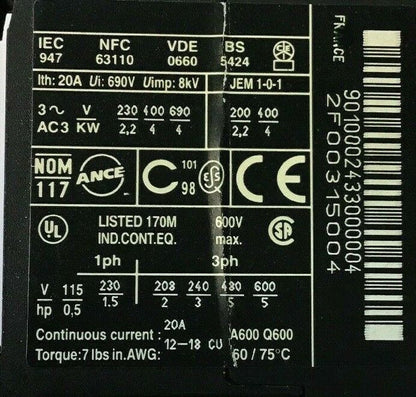 IEC NFC VDE BS
947 63110 0660 5424
Ith: 20A Ui: 690V Uimp: 8kV JEM 1-0-1
3~ V 230 400 690 200 400
AC3 KW 2,2 4 4 2,2 4
NOM ANCE C 101 CE
117 98
UL LISTED 170M 600V SA
IND.CONT.EQ. max.
1ph 3ph
V 115 230 208 240 480 600
hp 0,5 1.5 2 3 5 5
Continuous current: 20A A600 Q600
Torque: 7 lbs in. AWG: 12-18 CU 60/75°C
9010000243300004
2F00315004